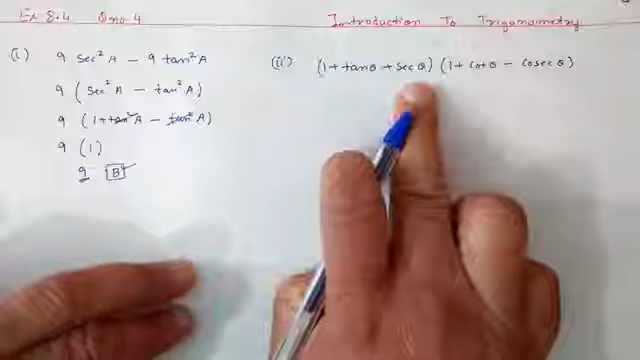 Ex 8.4 Qno 4 Introduction To Trigonametry
(i) 9 sec²A - 9 tan²A
(ii) (1 + tanθ + secθ) (1 + cotθ - cosecθ)
9 (sec²A - tan²A)
9 (1 + tan²A - tan²A)
9 (1)
9 B